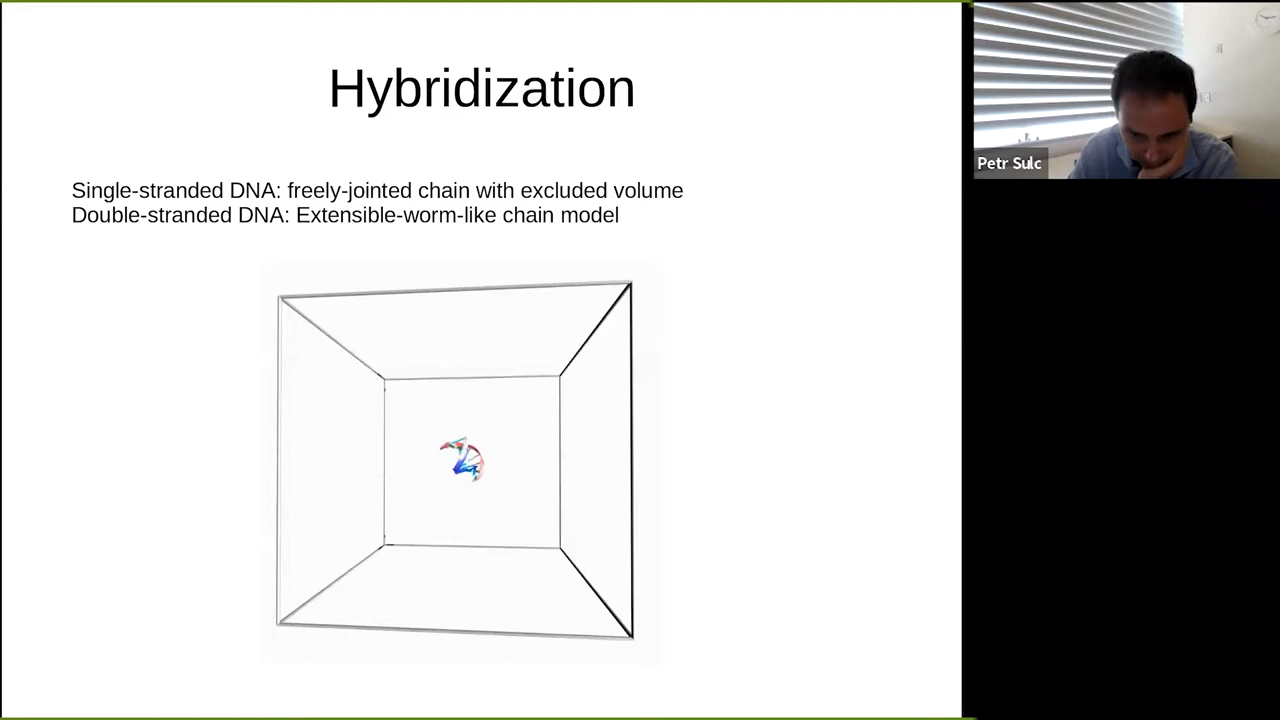 Hybridization
Single-stranded DNA: freely-jointed chain with excluded volume
Double-stranded DNA: Extensible-worm-like chain model
Petr Sulc